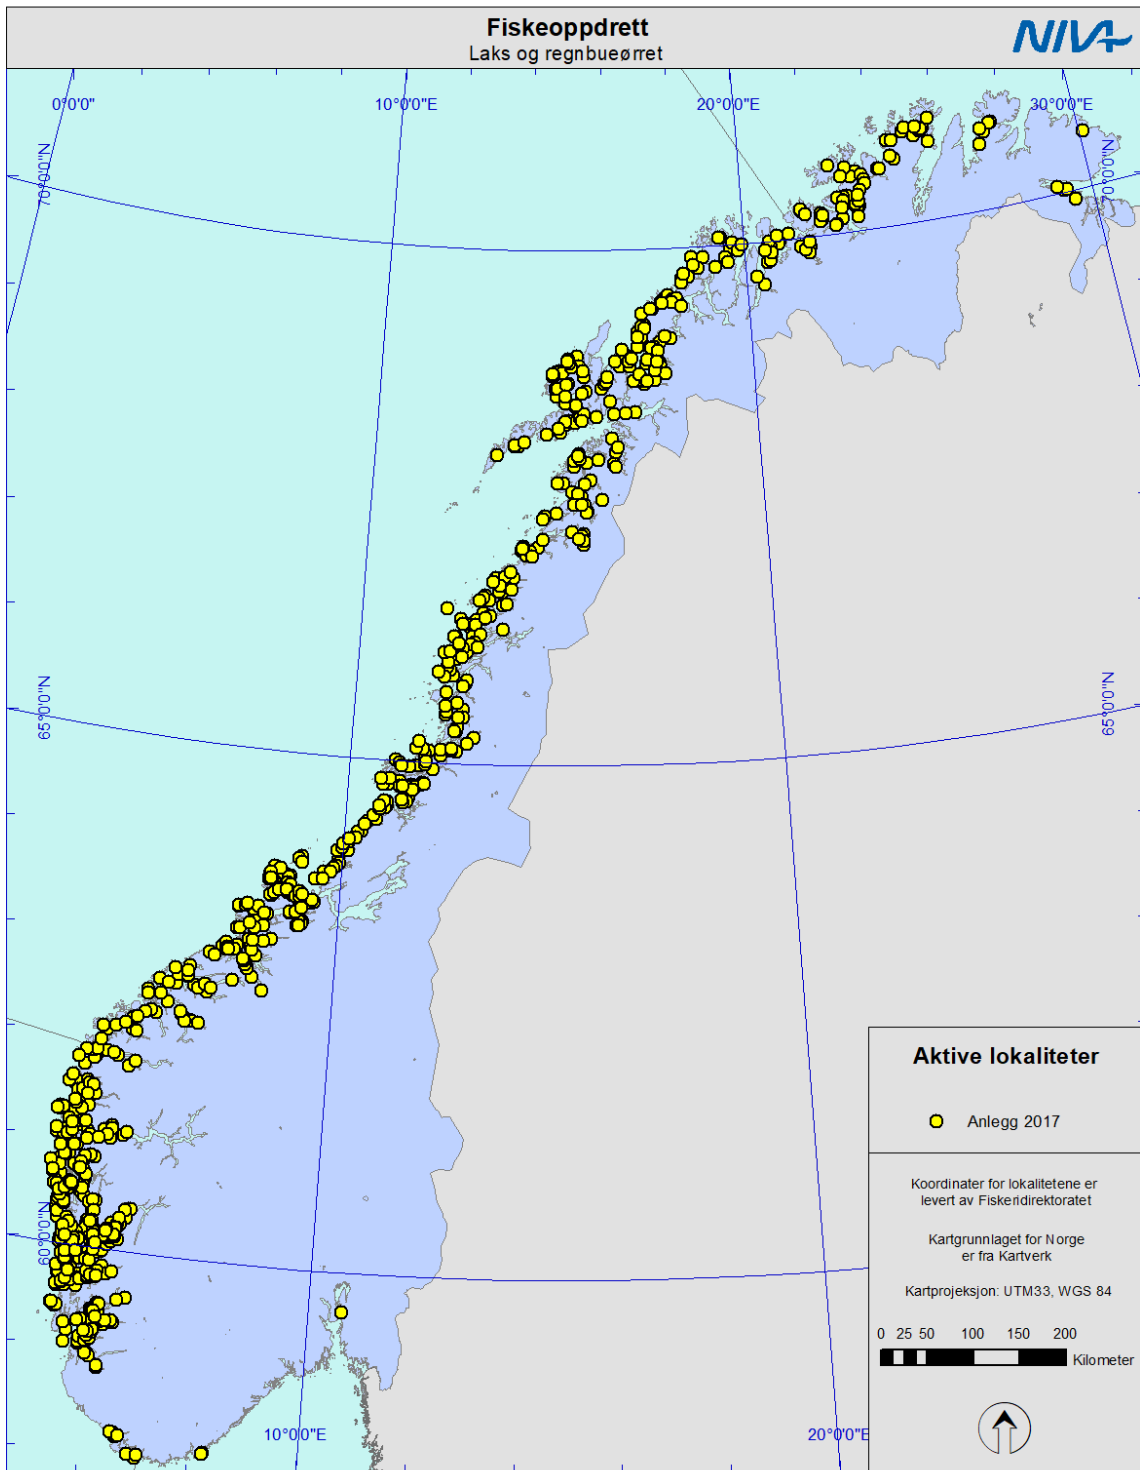 Fiskeoppdrett
Laks og regnbueørret
NIVA
0°0'0"
10°0'0"E
20°0'0"E
30°0'0"E
70°0'0"N
70°0'0"N
65°0'0"N
65°0'0"N
60°0'0"N
10°00'0"E
20°0'0"E
Aktive lokaliteter
Anlegg 2017
Koordinater for lokalitetene er
levert av Fiskeridirektoratet
Kartgrunnlaget for Norge
er fra Kartverk
Kartprojeksjon: UTM33, WGS 84
0 25 50 100 150 200
Kilometer